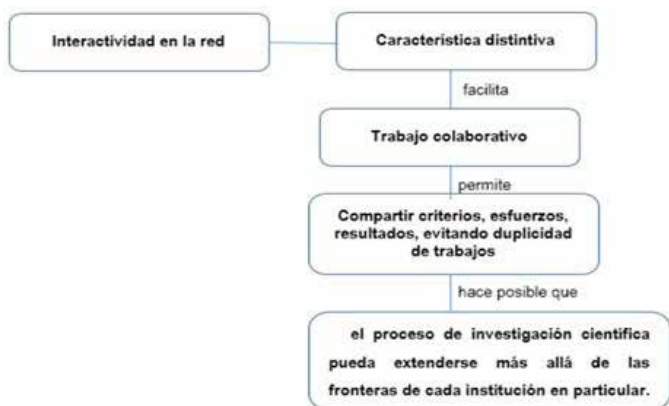 Interactividad en la red
Característica distintiva
facilita
Trabajo colaborativo
permite
Compartir criterios, esfuerzos,
resultados, evitando duplicidad
de trabajos
hace posible que
el proceso de investigación científica
pueda extenderse más allá de las
fronteras de cada institución en particular.